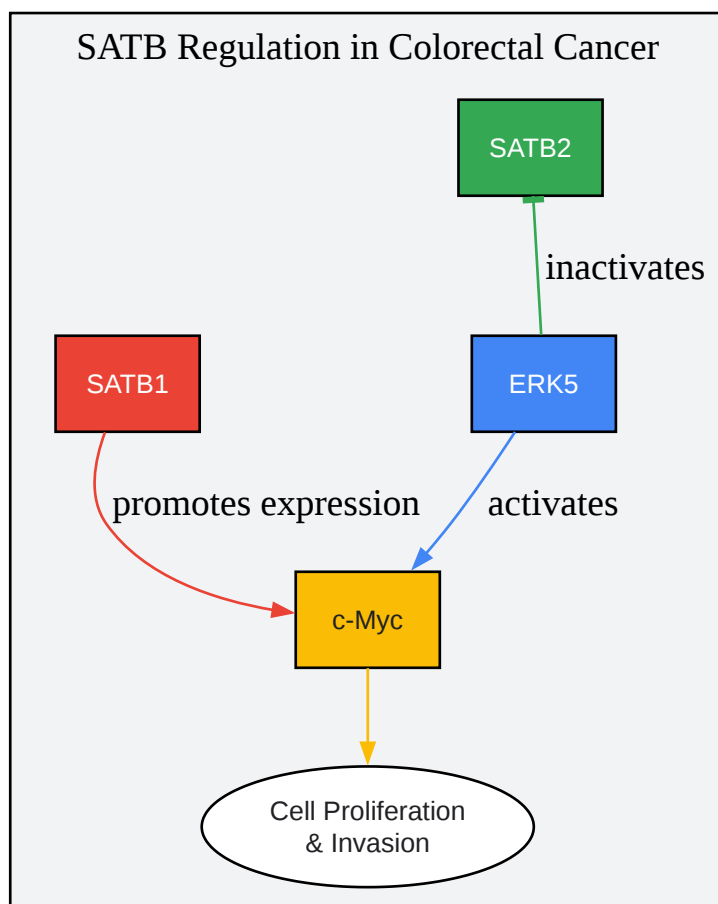 SATB Regulation in Colorectal Cancer
SATB2
inactivates
SATB1
ERK5
promotes expression
activates
c-Myc
Cell Proliferation
& Invasion